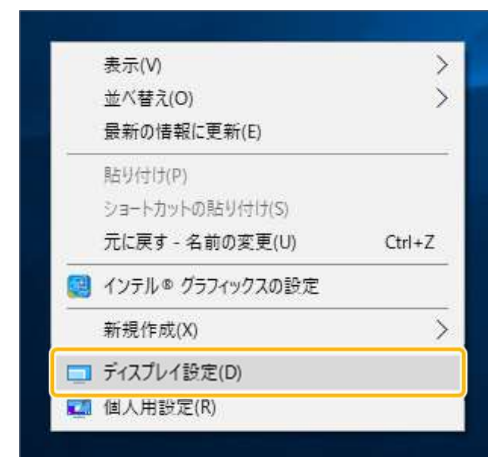 表示(V)
並べ替え(O)
最新の情報に更新(E)
貼り付け(P)
ショートカットの貼り付け(S)
元に戻す - 名前の変更(U) Ctrl+Z
インテル® グラフィックスの設定
新規作成(X)
ディスプレイ設定(D)
個人用設定(R)